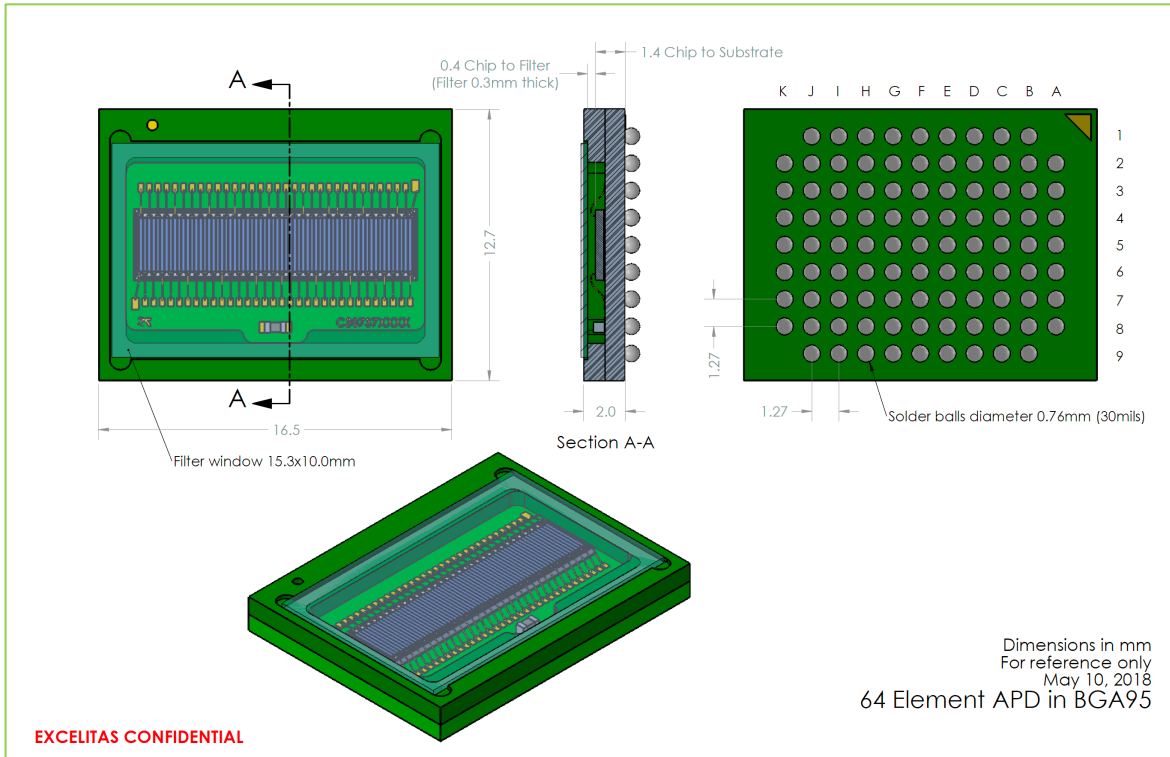 A
0.4 Chip to Filter
(Filter 0.3mm thick)
1.4 Chip to Substrate
K J I H G F E D C B A
1
2
3
4
5
6
7
8
9
12.7
1.27
1.27
2.0
A
16.5
Solder balls diameter 0.76mm (30mils)
Section A-A
Filter window 15.3x10.0mm
Dimensions in mm
For reference only
May 10, 2018
64 Element APD in BGA95
EXCELITAS CONFIDENTIAL